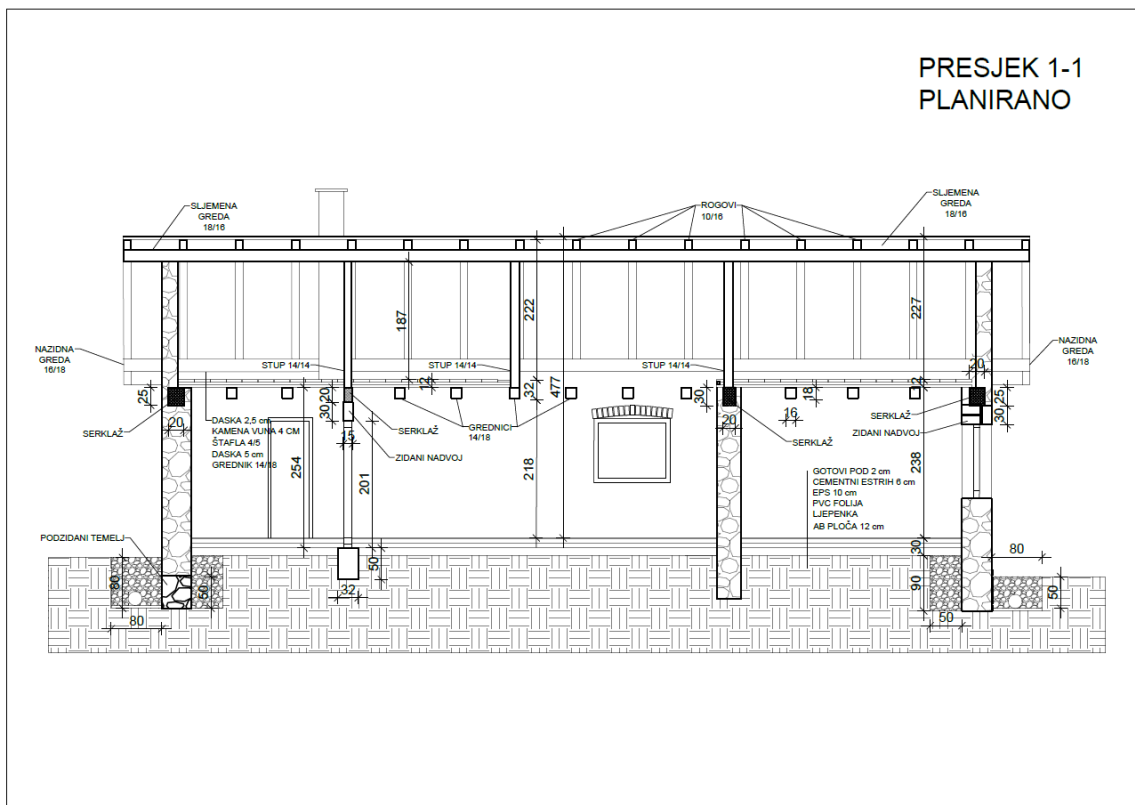 PRESJEK 1-1
PLANIRANO
SLJEMENA
GREDA
18/16
ROGOVI
10/16
SLJEMENA
GREDA
18/16
187
222
227
NAZIDNA
GREDA
16/18
STUP 14/14
STUP 14/14
STUP 14/14
NAZIDNA
GREDA
16/18
20
25
20
30
12
32
477
30
18
12
25
30
20
15
20
16
SERKLAŽ
SERKLAŽ
GREDNICI
14/18
SERKLAŽ
SERKLAŽ
ZIDANI NADVOJ
ZIDANI NADVOJ
DASKA 2,5 cm
KAMENA VUNA 4 CM
ŠTAFLA 4/5
DASKA 5 cm
GREDNIK 14/18
254
201
218
238
GOTOVI POD 2 cm
CEMENTNI ESTRIH 6 cm
EPS 10 cm
PVC FOLIJA
LJEPENKA
AB PLOČA 12 cm
PODZIDANI TEMELJ
80
50
80
50
32
30
90
80
50
50